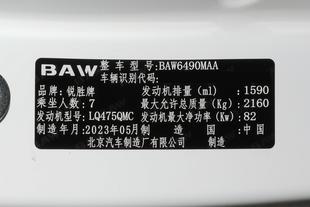 BAW 整车型号:BAW6490MAA
车辆识别代码:
品牌:锐胜牌 发动机排量(ml):1590
乘坐人数:7 最大允许总质量(Kg):2160
发动机型号:LQ475QMC 发动机最大净功率(Kw):82
制造年月:2023年05月 制造国:中国
北京汽车制造厂有限公司 制造